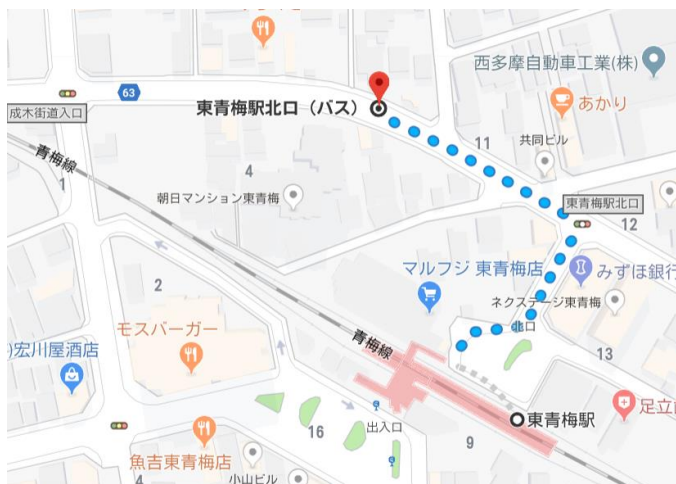 西多摩自動車工業(株)
63
東青梅駅北口（バス）
あかり
成木街道入口
11
共同ビル
青梅線
4
1
朝日マンション東青梅
東青梅駅北口
12
マルフジ 東青梅店
みずほ銀行
2
ネクステージ東青梅
北口
モスバーガー
青梅線
)宏川屋酒店
13
東青梅駅
足立
出入口
16
9
魚吉東青梅店
小山ビル
4